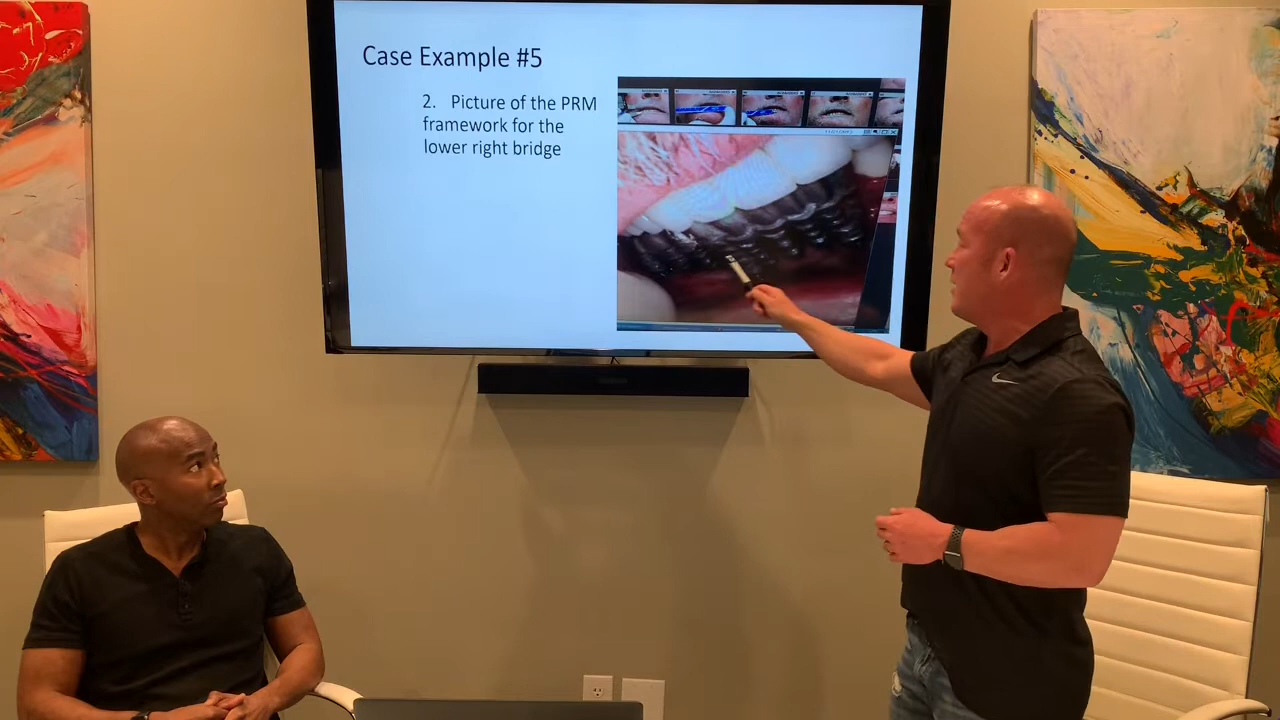 Case Example #5
2. Picture of the PRM
framework for the
lower right bridge